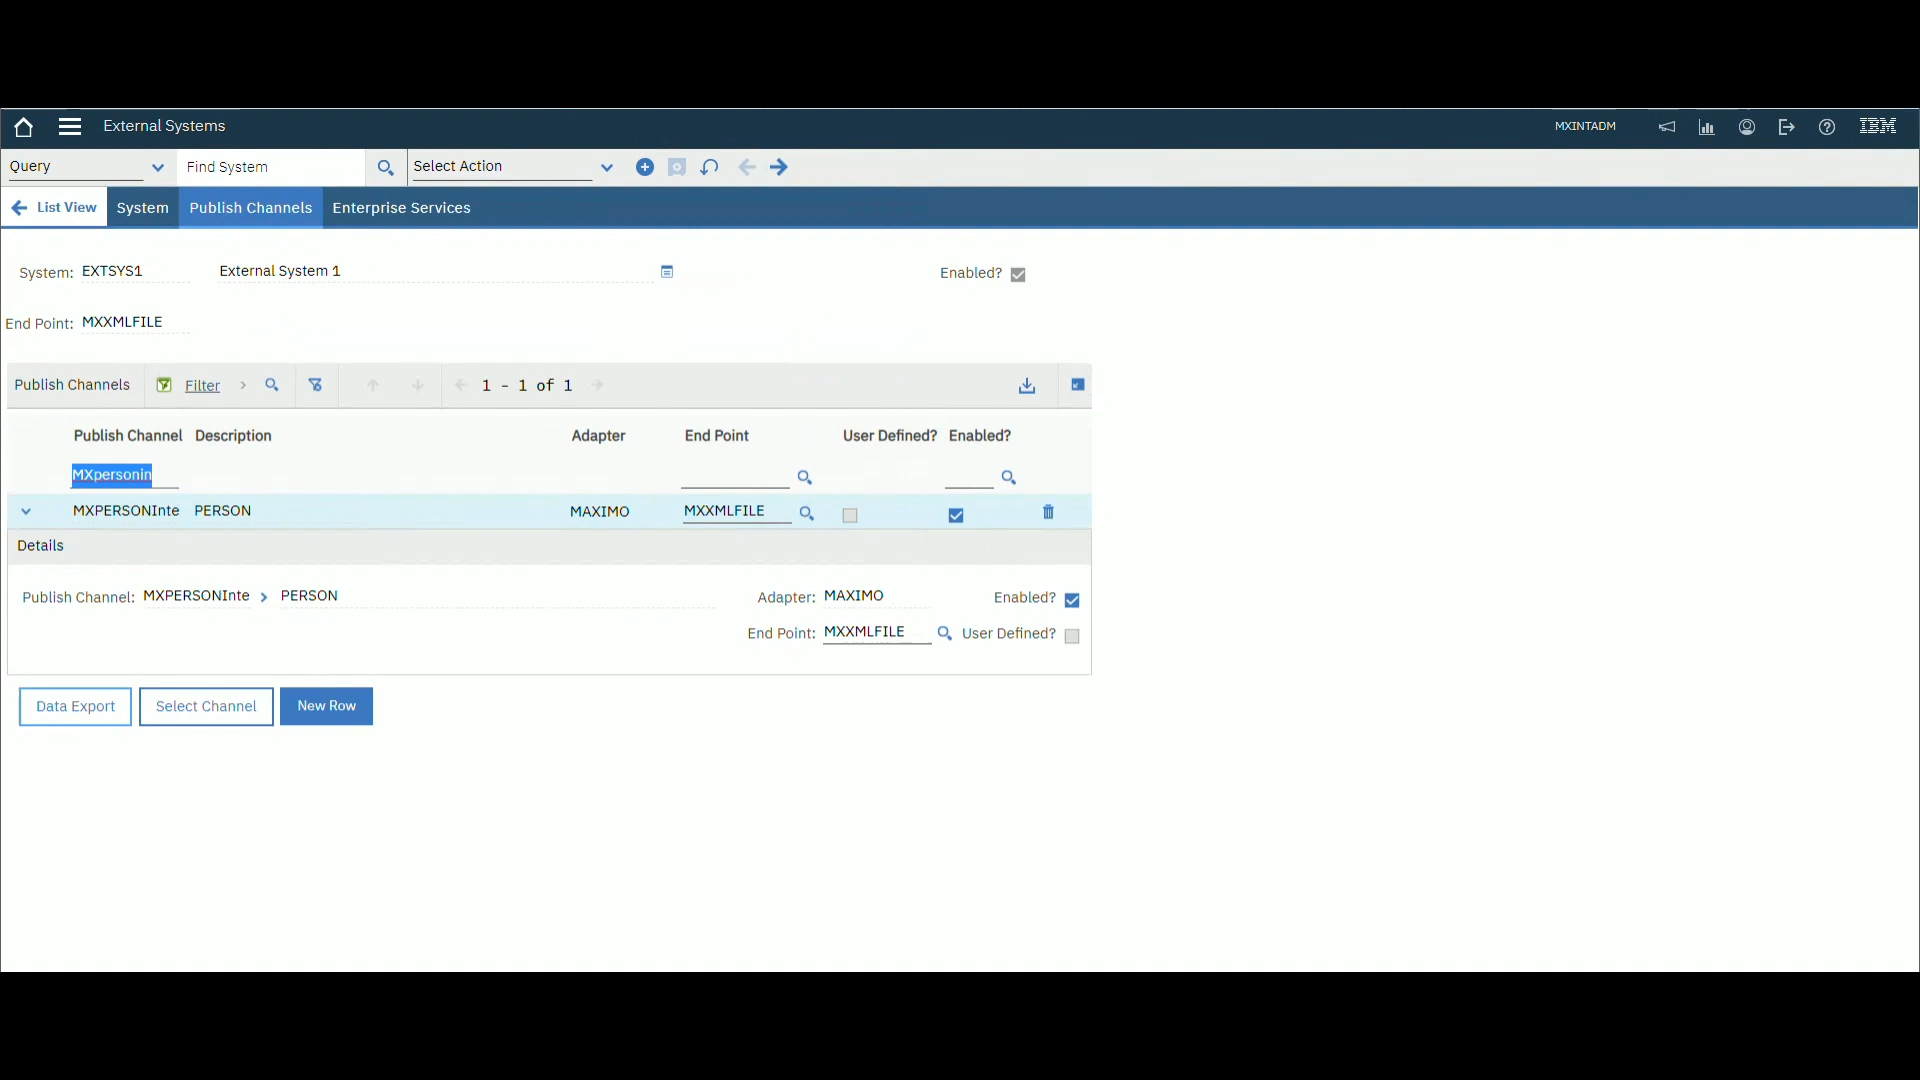 External Systems MXINTADM IBM
Query Find System Select Action
List View System Publish Channels Enterprise Services
System: EXTSYS1 External System 1 Enabled?
End Point: MXXMLFILE
Publish Channels Filter 1 - 1 of 1
Publish Channel Description Adapter End Point User Defined? Enabled?
MXpersonin
MXPERSONInte PERSON MAXIMO MXXMLFILE
Details
Publish Channel: MXPERSONInte PERSON Adapter: MAXIMO Enabled?
End Point: MXXMLFILE User Defined?
Data Export Select Channel New Row